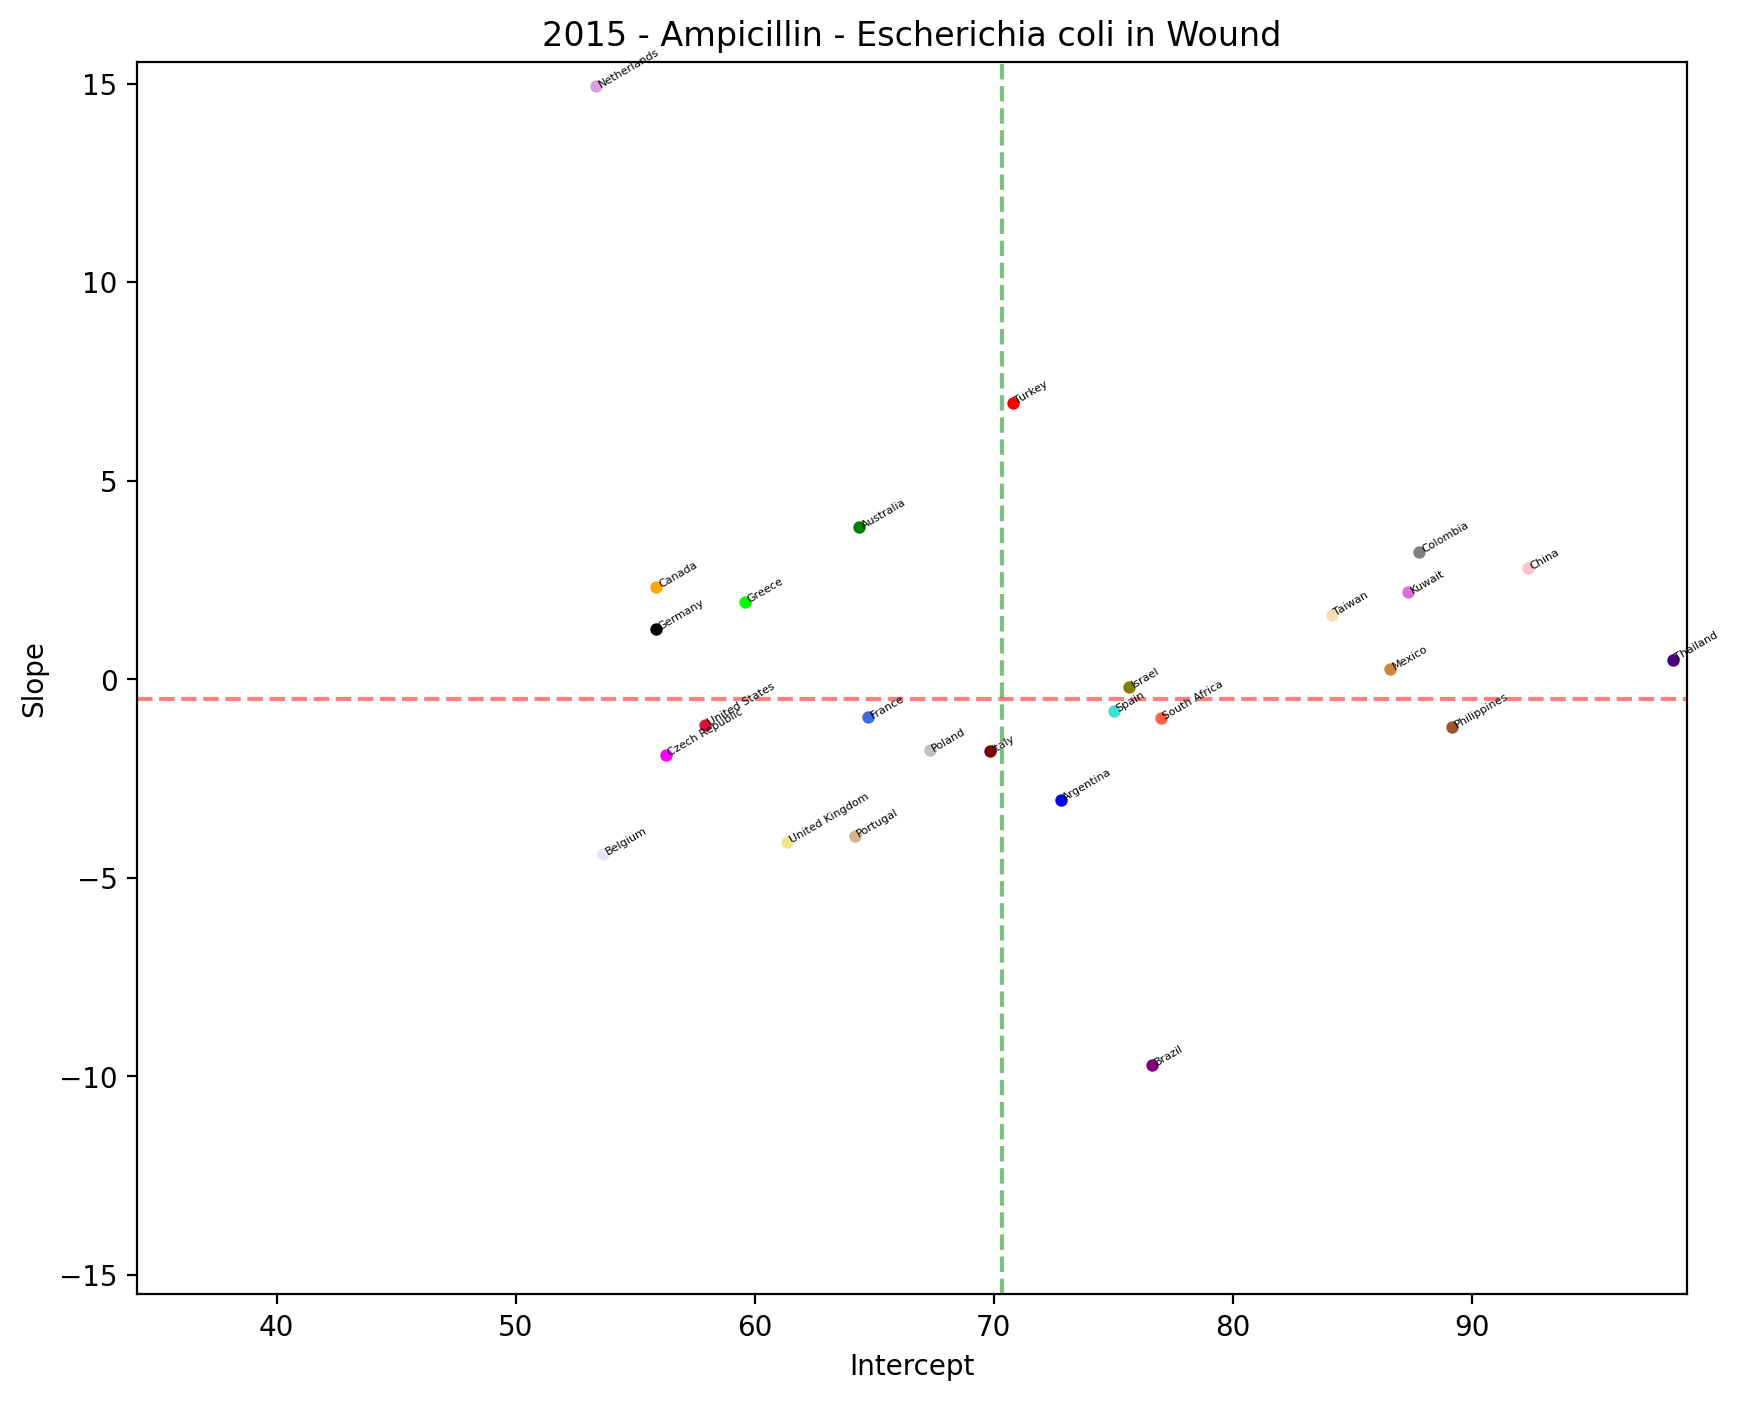 2015 - Ampicillin - Escherichia coli in Wound
Netherlands
15
10
Turkey
5
Australia
Colombia
China
Canada
Kuwait
Greece
Taiwan
Germany
Thailand
Mexico
0
Israel
Spain
South Africa
United States
France
Philippines
Czech Republic
Poland
Italy
Argentina
United Kingdom
Portugal
Belgium
−5
Brazil
−10
−15
Slope
40 50 60 70 80 90
Intercept